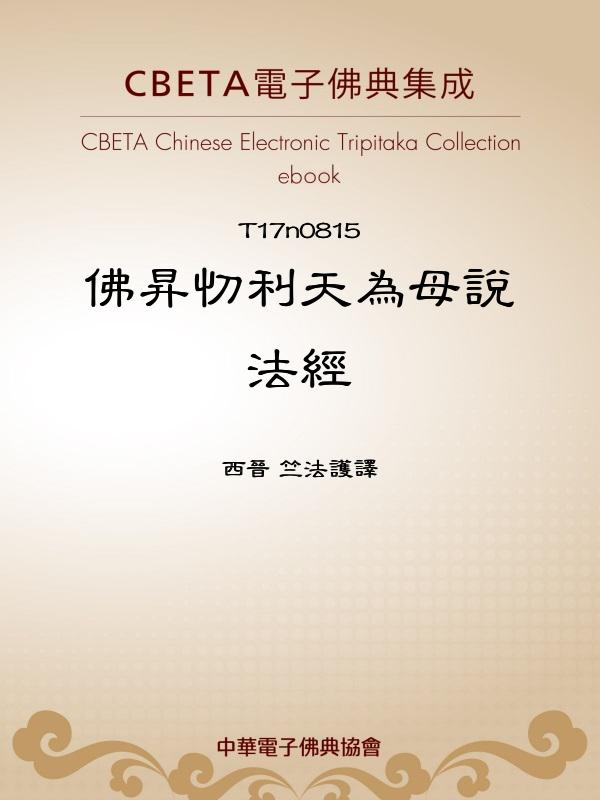 CBETA電子佛典集成
CBETA Chinese Electronic Tripitaka Collection
ebook
T17n0815
佛昇忉利天為母說
法經
西晉 竺法護譯
中華電子佛典協會